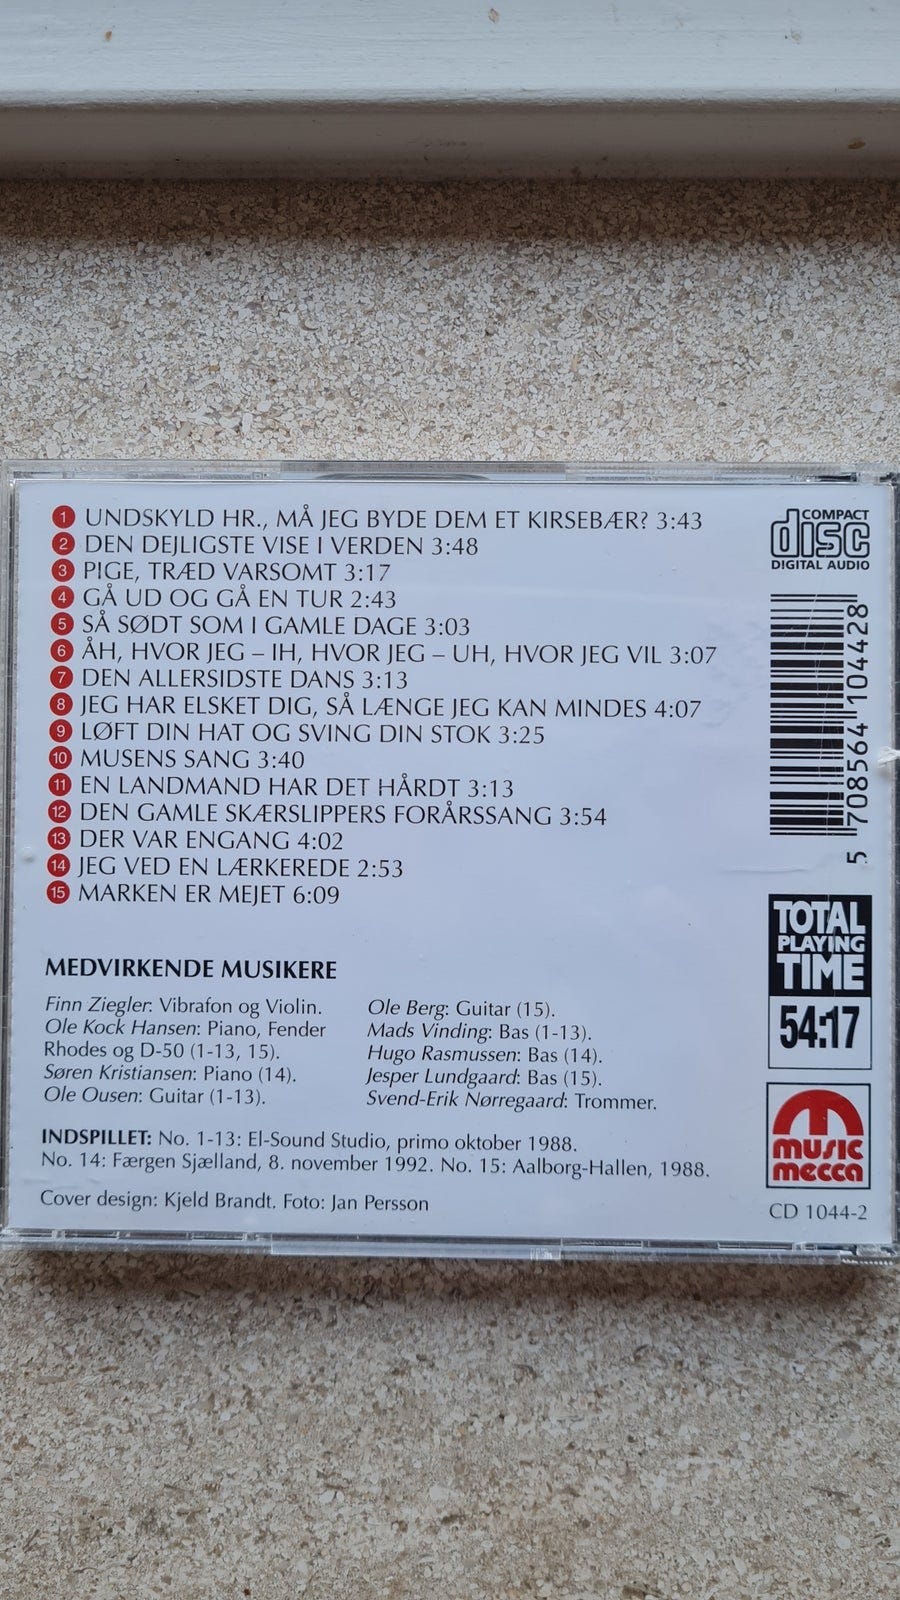 1 UNDSKYLD HR., MÅ JEG BYDE DEM ET KIRSEBÆR? 3:43
2 DEN DEJLIGSTE VISE I VERDEN 3:48
3 PIGE, TRÆD VARSOMT 3:17
4 GÅ UD OG GÅ EN TUR 2:43
5 SÅ SØDT SOM I GAMLE DAGE 3:03
6 ÅH, HVOR JEG – IH, HVOR JEG – UH, HVOR JEG VIL 3:07
7 DEN ALLERSIDSTE DANS 3:13
8 JEG HAR ELSKET DIG, SÅ LÆNGE JEG KAN MINDES 4:07
9 LØFT DIN HAT OG SVING DIN STOK 3:25
10 MUSENS SANG 3:40
11 EN LANDMAND HAR DET HÅRDT 3:13
12 DEN GAMLE SKÆRSLIPPERS FORÅRSSANG 3:54
13 DER VAR ENGANG 4:02
14 JEG VED EN LÆRKEREDE 2:53
15 MARKEN ER MEJET 6:09
MEDVIRKENDE MUSIKERE
Finn Ziegler: Vibrafon og Violin.
Ole Kock Hansen: Piano, Fender
Rhodes og D-50 (1-13, 15).
Søren Kristiansen: Piano (14).
Ole Ousen: Guitar (1-13).
Ole Berg: Guitar (15).
Mads Vinding: Bas (1-13).
Hugo Rasmussen: Bas (14).
Jesper Lundgaard: Bas (15).
Svend-Erik Nørregaard: Trommer.
INDSPILLET: No. 1-13: El-Sound Studio, primo oktober 1988.
No. 14: Færgen Sjælland, 8. november 1992. No. 15: Aalborg-Hallen, 1988.
Cover design: Kjeld Brandt. Foto: Jan Persson
COMPACT
disc
DIGITAL AUDIO
5 708564 104428
TOTAL
PLAYING
TIME
54:17
music
mecca
CD 1044-2